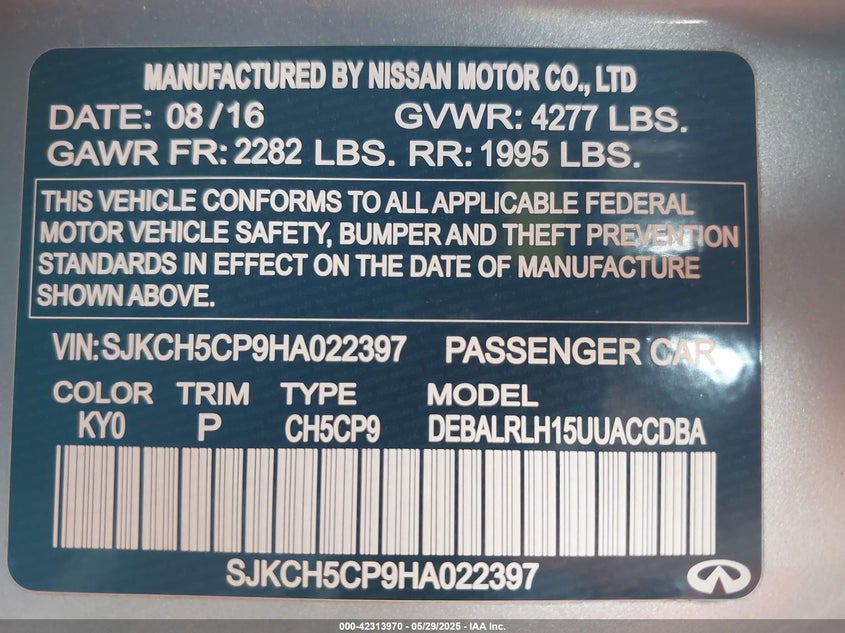 MANUFACTURED BY NISSAN MOTOR CO., LTD
DATE: 08/16 GVWR: 4277 LBS.
GAWR FR: 2282 LBS. RR: 1995 LBS.
THIS VEHICLE CONFORMS TO ALL APPLICABLE FEDERAL
MOTOR VEHICLE SAFETY, BUMPER AND THEFT PREVENTION
STANDARDS IN EFFECT ON THE DATE OF MANUFACTURE
SHOWN ABOVE.
VIN: SJKCH5CP9HA022397 PASSENGER CAR
COLOR TRIM TYPE MODEL
KY0 P CH5CP9 DEBALRLH15UUACCDBA
SJKCH5CP9HA022397
000-42313970 - 05/29/2025 - IAA Inc.